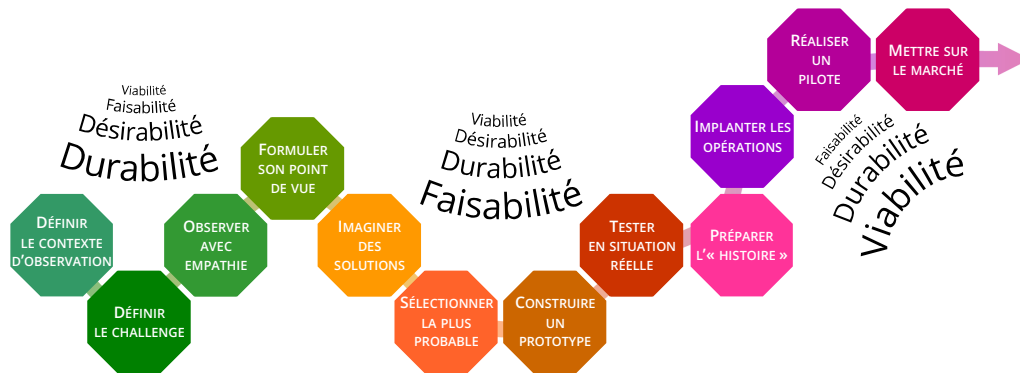 Définir
le contexte
d'observation
Définir
le challenge
Viabilité
Faisabilité
Désirabilité
Durabilité
Observer
avec
empathie
Formuler
son point
de vue
Imaginer
des
solutions
Sélectionner
la plus
probable
Viabilité
Désirabilité
Durabilité
Faisabilité
Construire
un
prototype
Tester
en situation
réelle
Préparer
l'« histoire »
Implanter les
opérations
Réaliser
un
pilote
Mettre sur
le marché
Faisabilité
Désirabilité
Durabilité
Viabilité